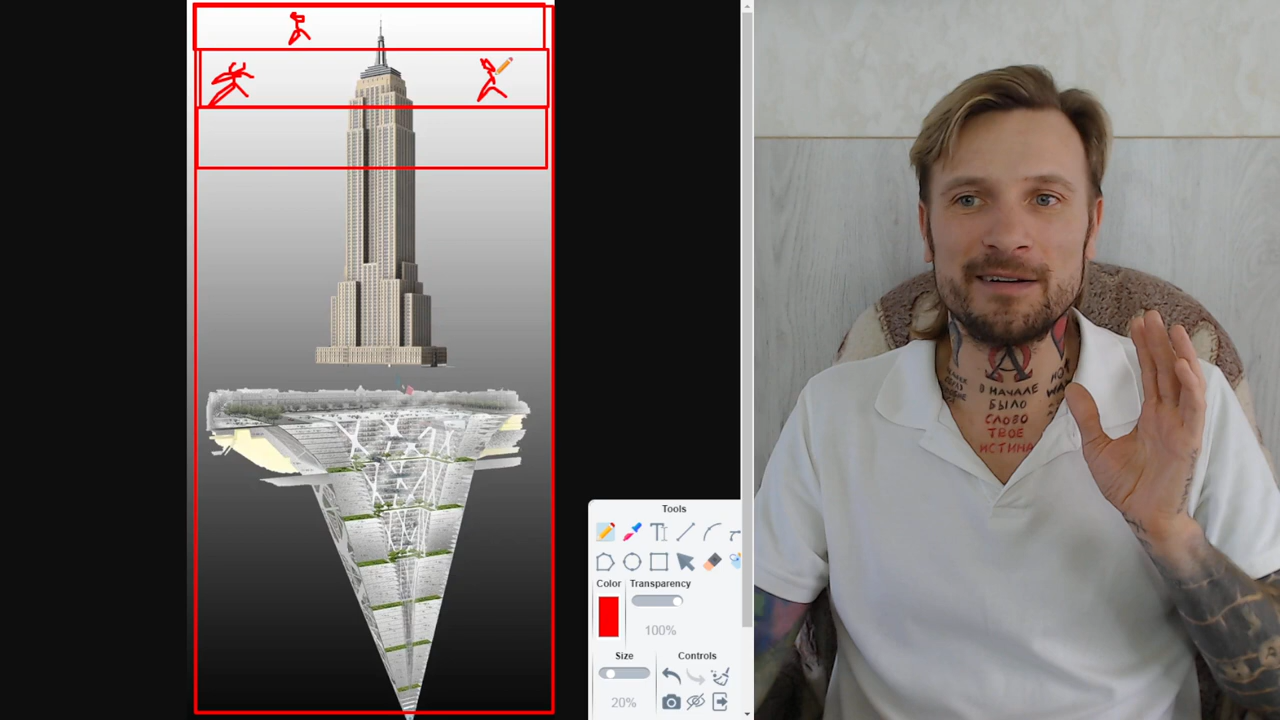 Tools
Color
Transparency
100%
Size
Controls
20%
В НАЧАЛЕ
БЫЛО
СЛОВО
ТВОЕ
ИСТИНА